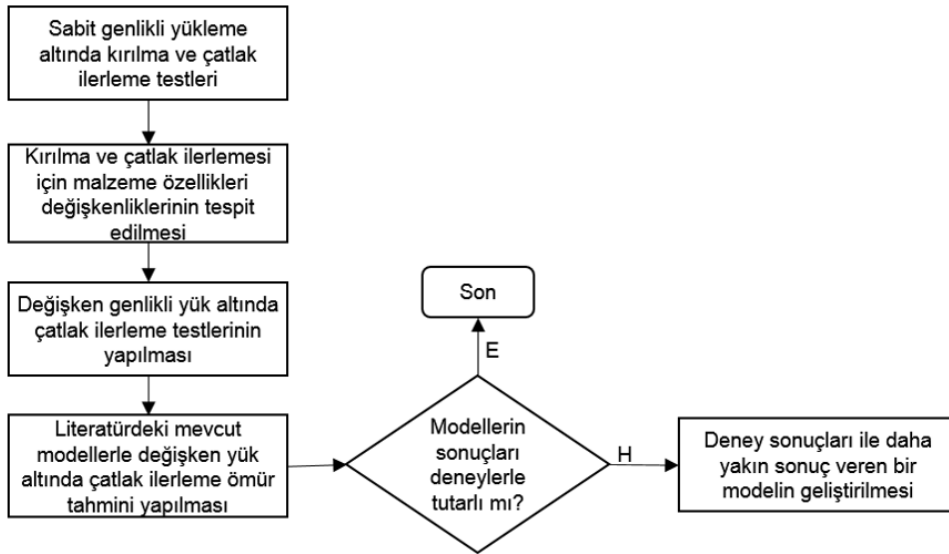 Sabit genlikli yükleme
altında kırılma ve çatlak
ilerleme testleri
Kırılma ve çatlak ilerlemesi
için malzeme özellikleri
değişkenliklerinin tespit
edilmesi
Değişken genlikli yük altında
çatlak ilerleme testlerinin
yapılması
Literatürdeki mevcut
modellerle değişken yük
altında çatlak ilerleme ömür
tahmini yapılması
Modellerin
sonuçları
deneylerle
tutarlı mı?
E
Son
H
Deney sonuçları ile daha
yakın sonuç veren bir
modelin geliştirilmesi